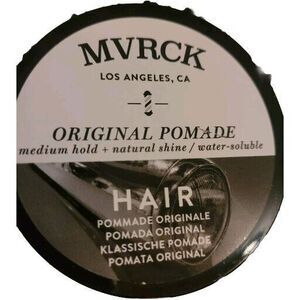 MVRCK
LOS ANGELES, CA
ORIGINAL POMADE
medium hold + natural shine / water-soluble
HAIR
POMMADE ORIGINALE
POMADA ORIGINAL
KLASSISCHE POMADE
POMATA ORIGINAL